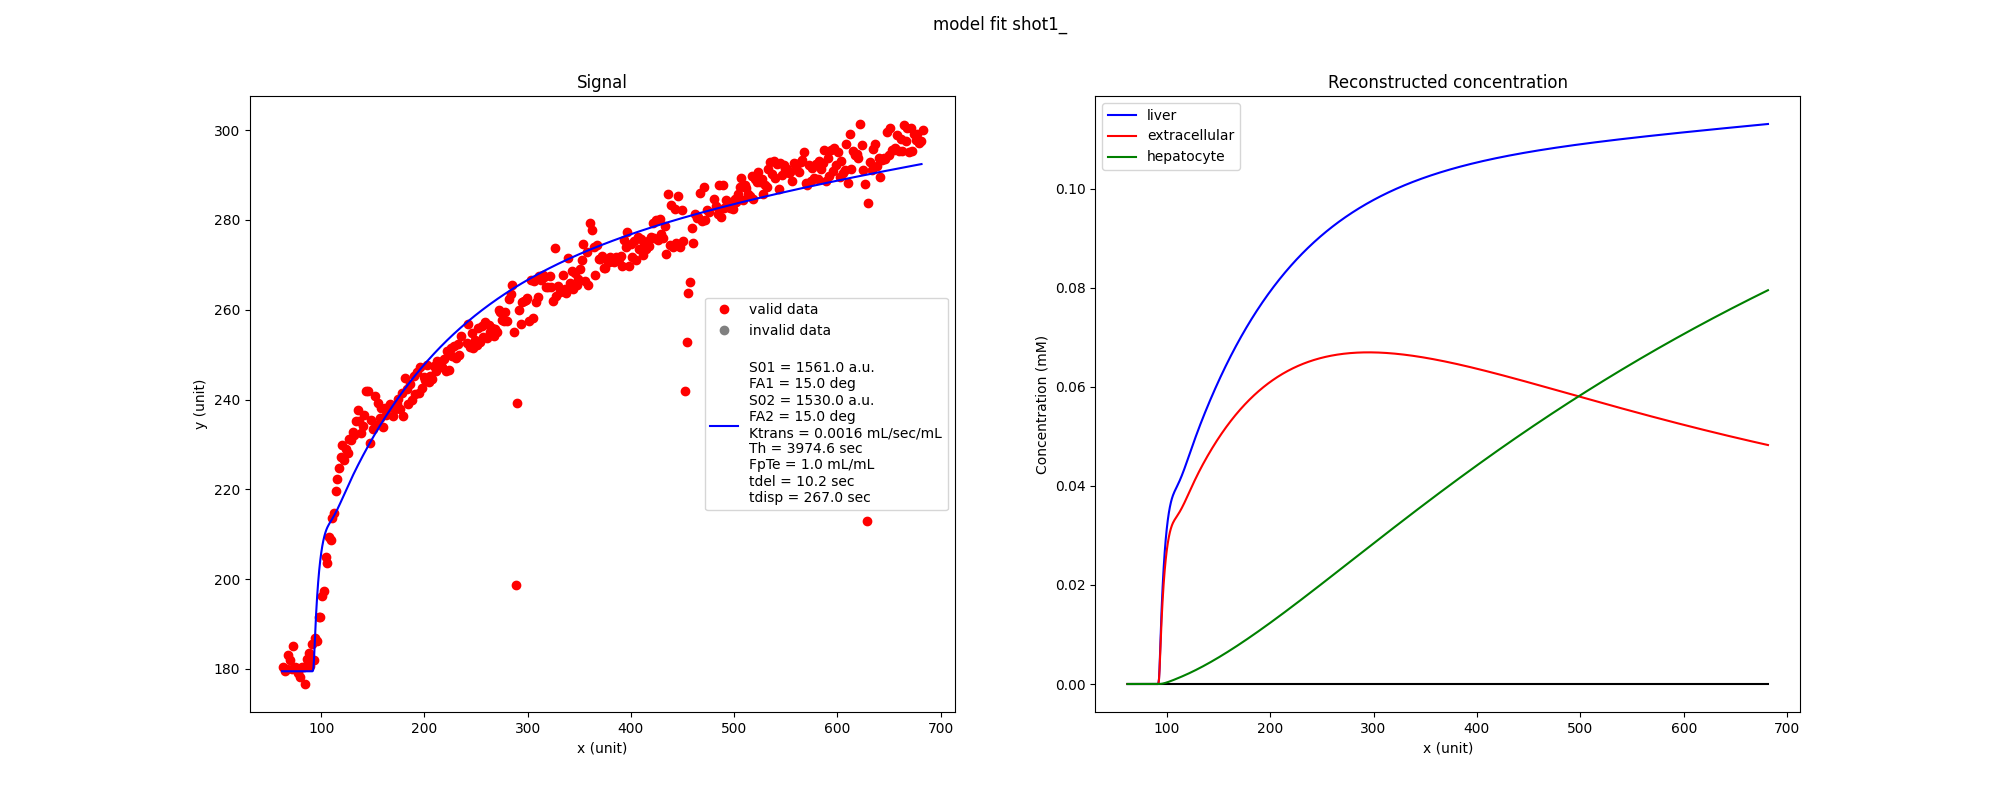 model fit shot1_
Signal
y (unit)
300
280
260
240
220
200
180
100
200
300
400
500
600
700
x (unit)
valid data
invalid data
S01 = 1561.0 a.u.
FA1 = 15.0 deg
S02 = 1530.0 a.u.
FA2 = 15.0 deg
Ktrans = 0.0016 mL/sec/mL
Th = 3974.6 sec
FpTe = 1.0 mL/mL
tdel = 10.2 sec
tdisp = 267.0 sec
Reconstructed concentration
liver
extracellular
hepatocyte
Concentration (mM)
0.10
0.08
0.06
0.04
0.02
0.00
100
200
300
400
500
600
700
x (unit)